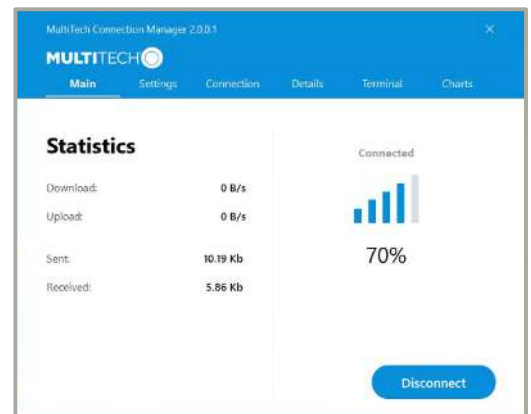 MultiTech Connection Manager 2.0.0.1
MULTITECH
Main Settings Connection Details Terminal Charts
Statistics
Connected
Download: 0 B/s
Upload: 0 B/s
70%
Sent: 10.19 Kb
Received: 5.86 Kb
Disconnect